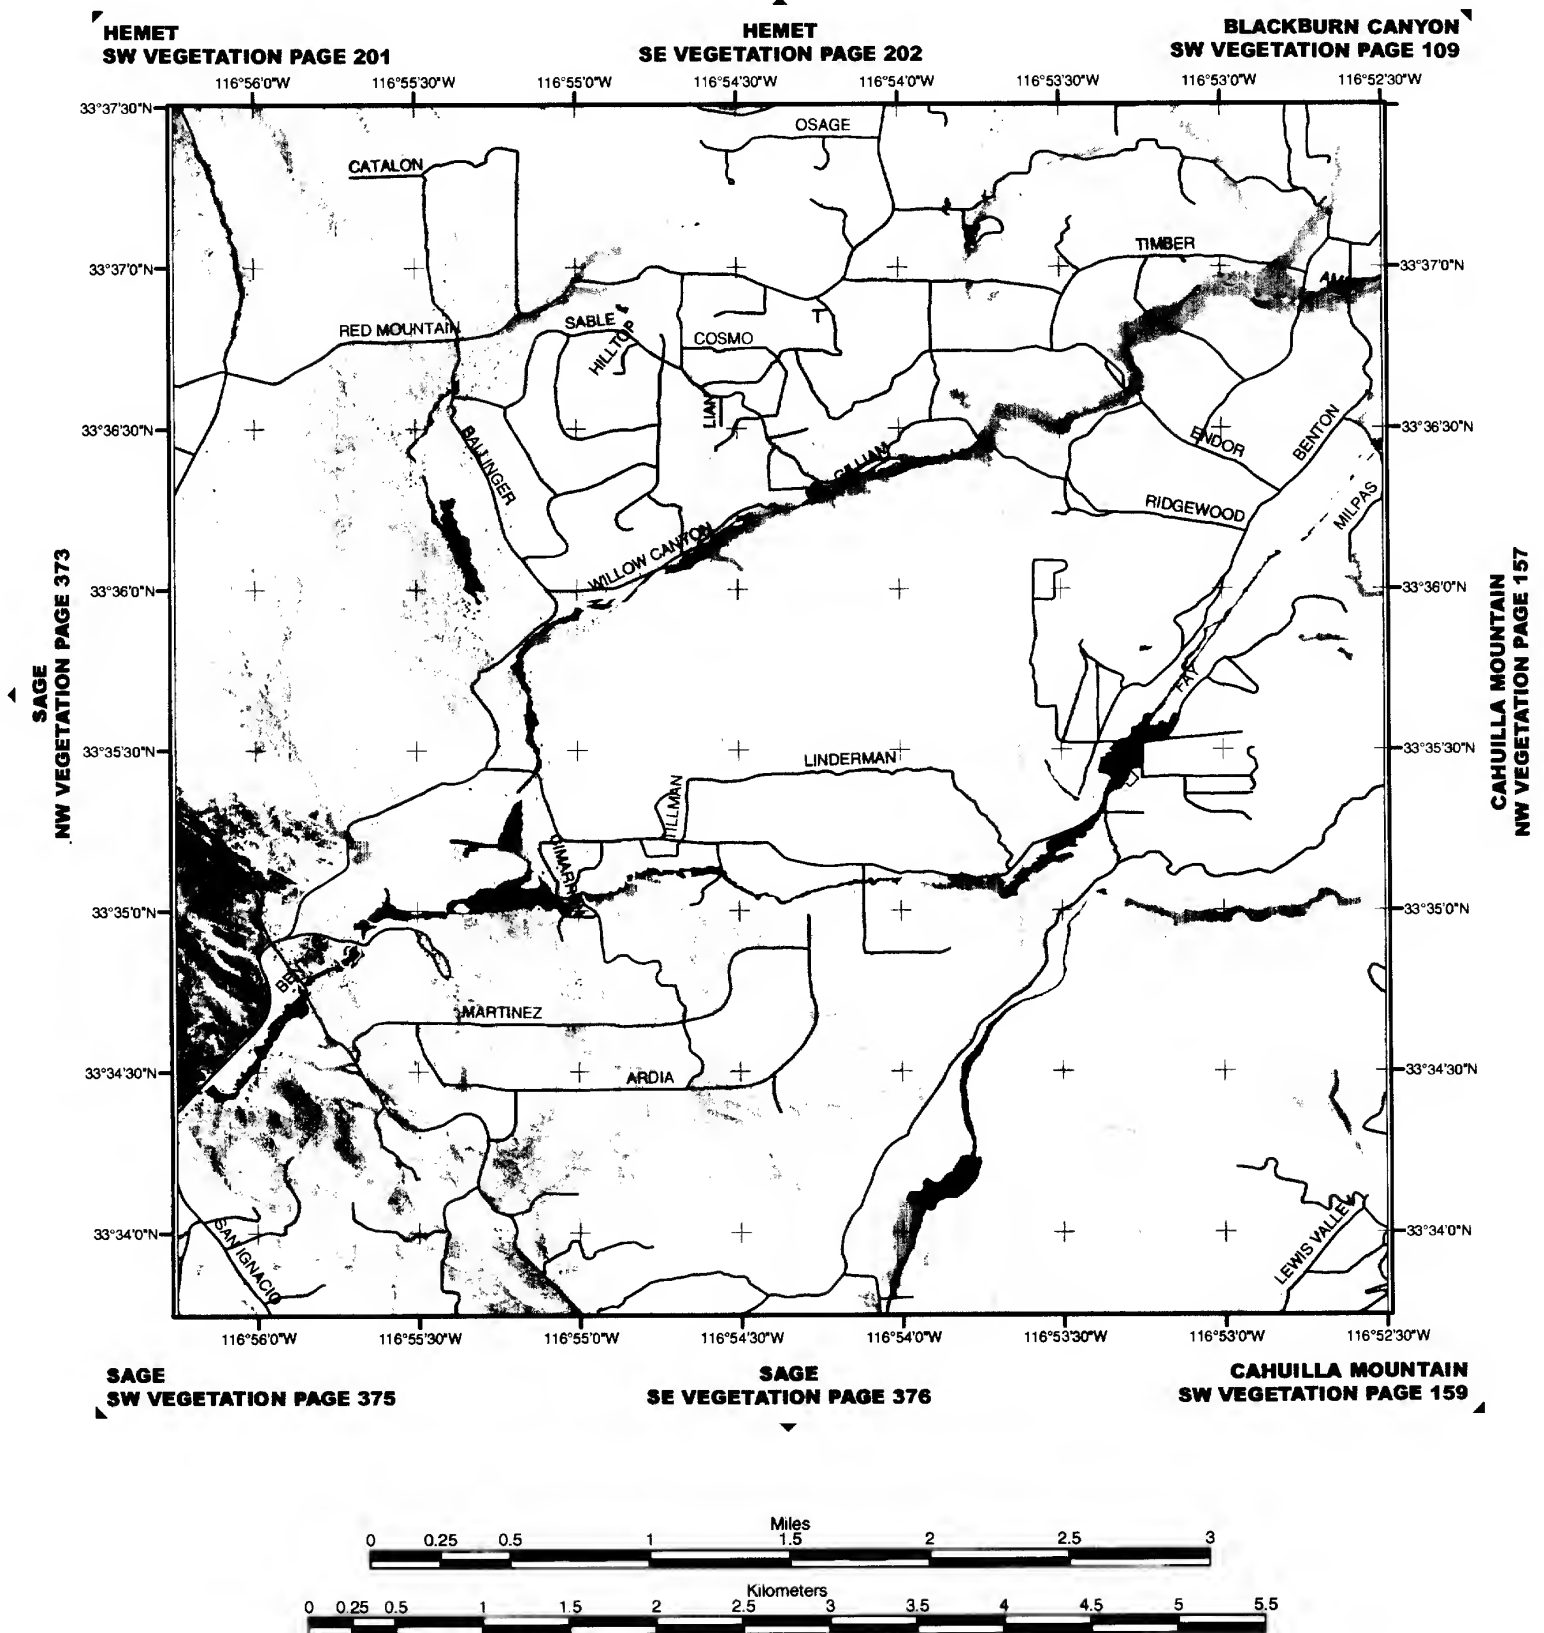 HEMET
SW VEGETATION PAGE 201
HEMET
SE VEGETATION PAGE 202
BLACKBURN CANYON
SW VEGETATION PAGE 109
116°56'0"W 116°55'30"W 116°55'0"W 116°54'30"W 116°54'0"W 116°53'30"W 116°53'0"W 116°52'30"W
33°37'30"N
OSAGE
CATALON
TIMBER
33°37'0"N
33°37'0"N
RED MOUNTAIN
SABLE
HILLTOP
COSMO
T
LIAN
33°36'30"N
33°36'30"N
BALLINGER
GILLIAM
ENDOR
BENTON
RIDGEWOOD
MILPAS
WILLOW CANYON
33°36'0"N
33°36'0"N
SAGE
NW VEGETATION PAGE 373
CAHUILLA MOUNTAIN
NW VEGETATION PAGE 157
FAY
33°35'30"N
33°35'30"N
LINDERMAN
HILLMAN
33°35'0"N
33°35'0"N
MARTINEZ
33°34'30"N
33°34'30"N
ARDIA
33°34'0"N
33°34'0"N
SAN IGNACIO
LEWIS VALLEY
116°56'0"W 116°55'30"W 116°55'0"W 116°54'30"W 116°54'0"W 116°53'30"W 116°53'0"W 116°52'30"W
SAGE
SW VEGETATION PAGE 375
SAGE
SE VEGETATION PAGE 376
CAHUILLA MOUNTAIN
SW VEGETATION PAGE 159
Miles
0 0.25 0.5 1 1.5 2 2.5 3
Kilometers
0 0.25 0.5 1 1.5 2 2.5 3 3.5 4 4.5 5 5.5